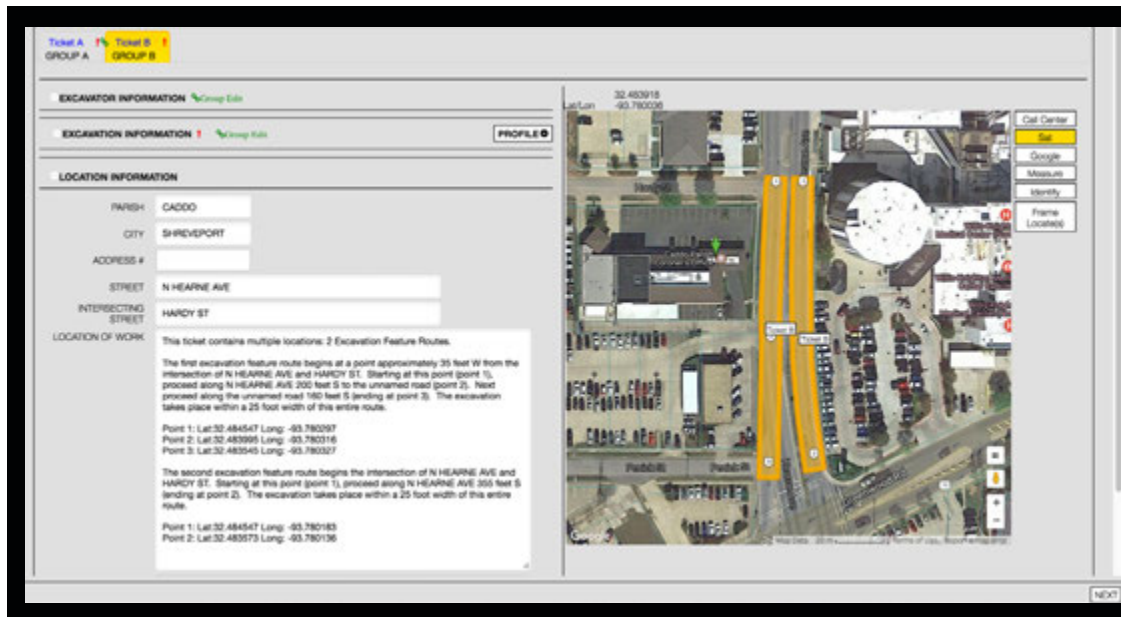 Ticket A ! Ticket B !
GROUP A GROUP B
EXCAVATOR INFORMATION Group Edit
EXCAVATION INFORMATION ! Group Edit PROFILE
LOCATION INFORMATION
PARISH CADDO
CITY SHREVEPORT
ADDRESS #
STREET N HEARNE AVE
INTERSECTING STREET HARDY ST
LOCATION OF WORK
This ticket contains multiple locations: 2 Excavation Feature Routes.
The first excavation feature route begins at a point approximately 35 feet W from the
intersection of N HEARNE AVE and HARDY ST. Starting at this point (point 1),
proceed along N HEARNE AVE 200 feet S to the unnamed road (point 2). Next
proceed along the unnamed road 160 feet S (ending at point 3). The excavation
takes place within a 25 foot width of this entire route.
Point 1: Lat:32.484547 Long: -93.780297
Point 2: Lat:32.483995 Long: -93.780316
Point 3: Lat:32.483545 Long: -93.780327
The second excavation feature route begins the intersection of N HEARNE AVE and
HARDY ST. Starting at this point (point 1), proceed along N HEARNE AVE 355 feet S
(ending at point 2). The excavation takes place within a 25 foot width of this entire
route.
Point 1: Lat:32.484547 Long: -93.780183
Point 2: Lat:32.483573 Long: -93.780136
32.483918
Lat/Lon -93.780036
Call Center
Sat
Google
Measure
Identify
Frame
Locate(s)
Ticket B
Google
NEXT